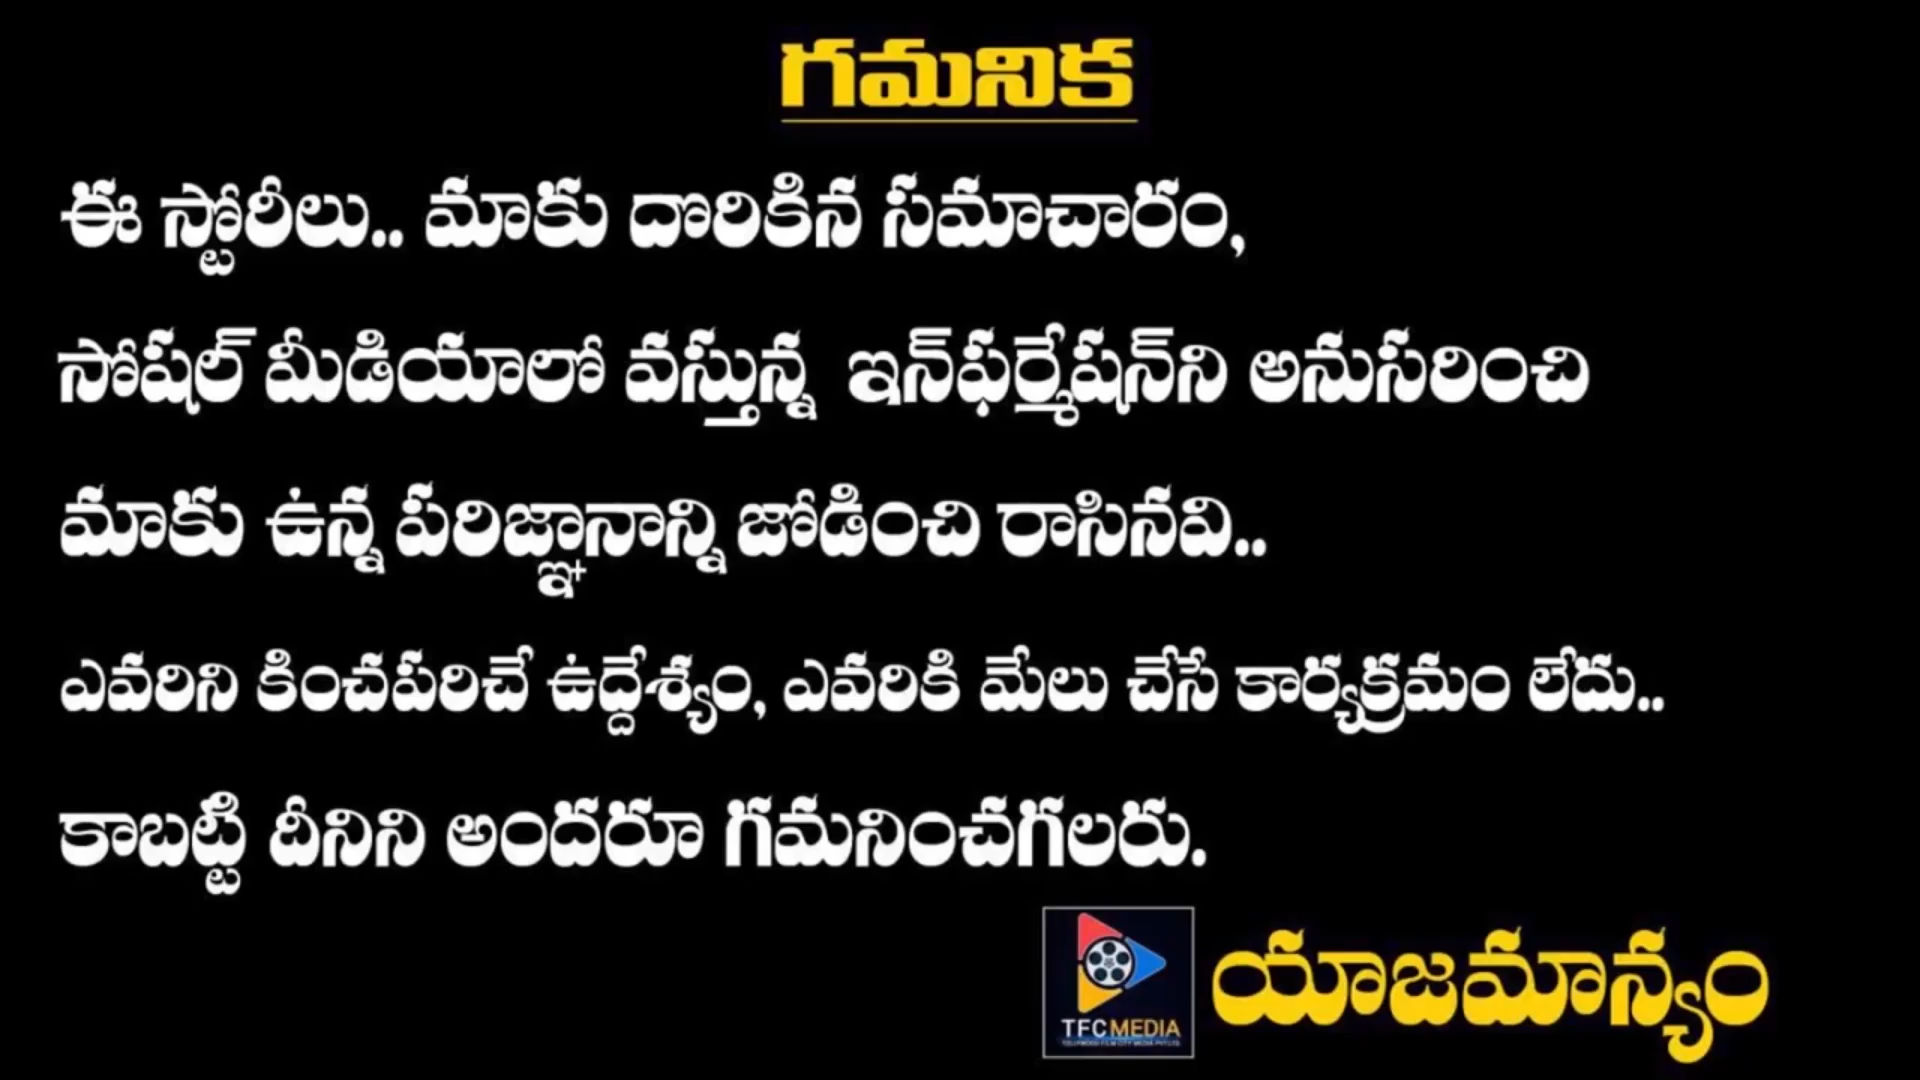 గమనిక
ఈ స్టోరీలు.. మాకు దొరికిన సమాచారం,
సోషల్ మీడియాలో వస్తున్న ఇన్‌ఫర్మేషన్‌ని అనుసరించి
మాకు ఉన్న పరిజ్ఞానాన్ని జోడించి రాసినవి..
ఎవరిని కించపరిచే ఉద్దేశ్యం, ఎవరికి మేలు చేసే కార్యక్రమం లేదు..
కాబట్టి దీనిని అందరూ గమనించగలరు.
యాజమాన్యం
TFC MEDIA